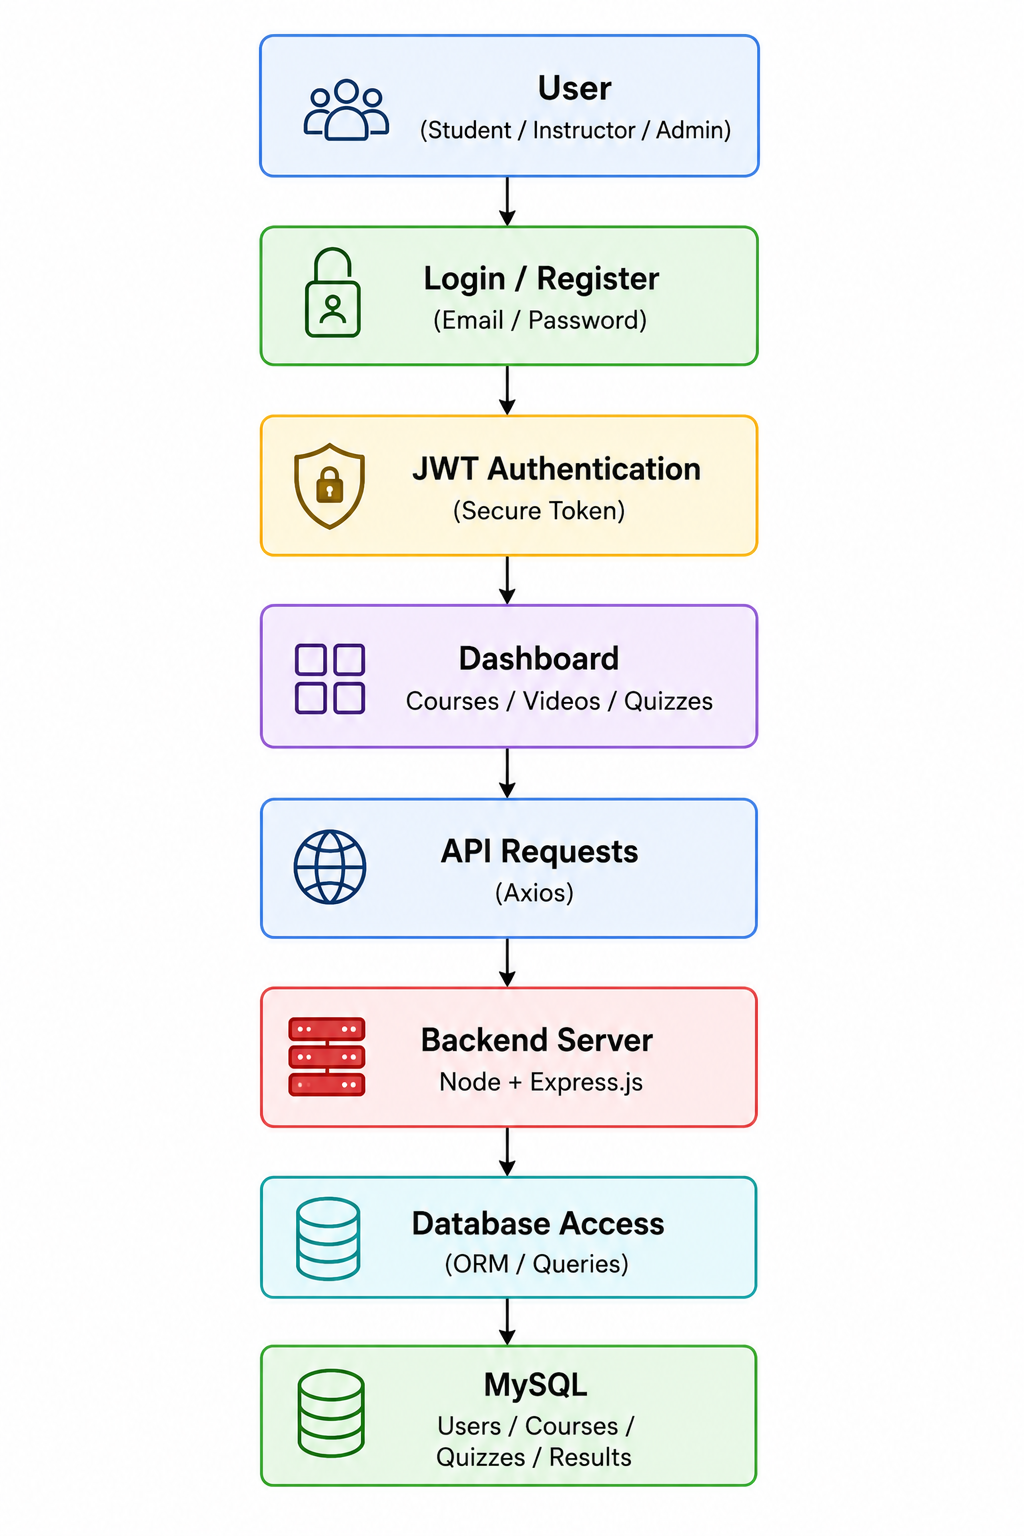 User
(Student / Instructor / Admin)
Login / Register
(Email / Password)
JWT Authentication
(Secure Token)
Dashboard
Courses / Videos / Quizzes
API Requests
(Axios)
Backend Server
Node + Express.js
Database Access
(ORM / Queries)
MySQL
Users / Courses /
Quizzes / Results